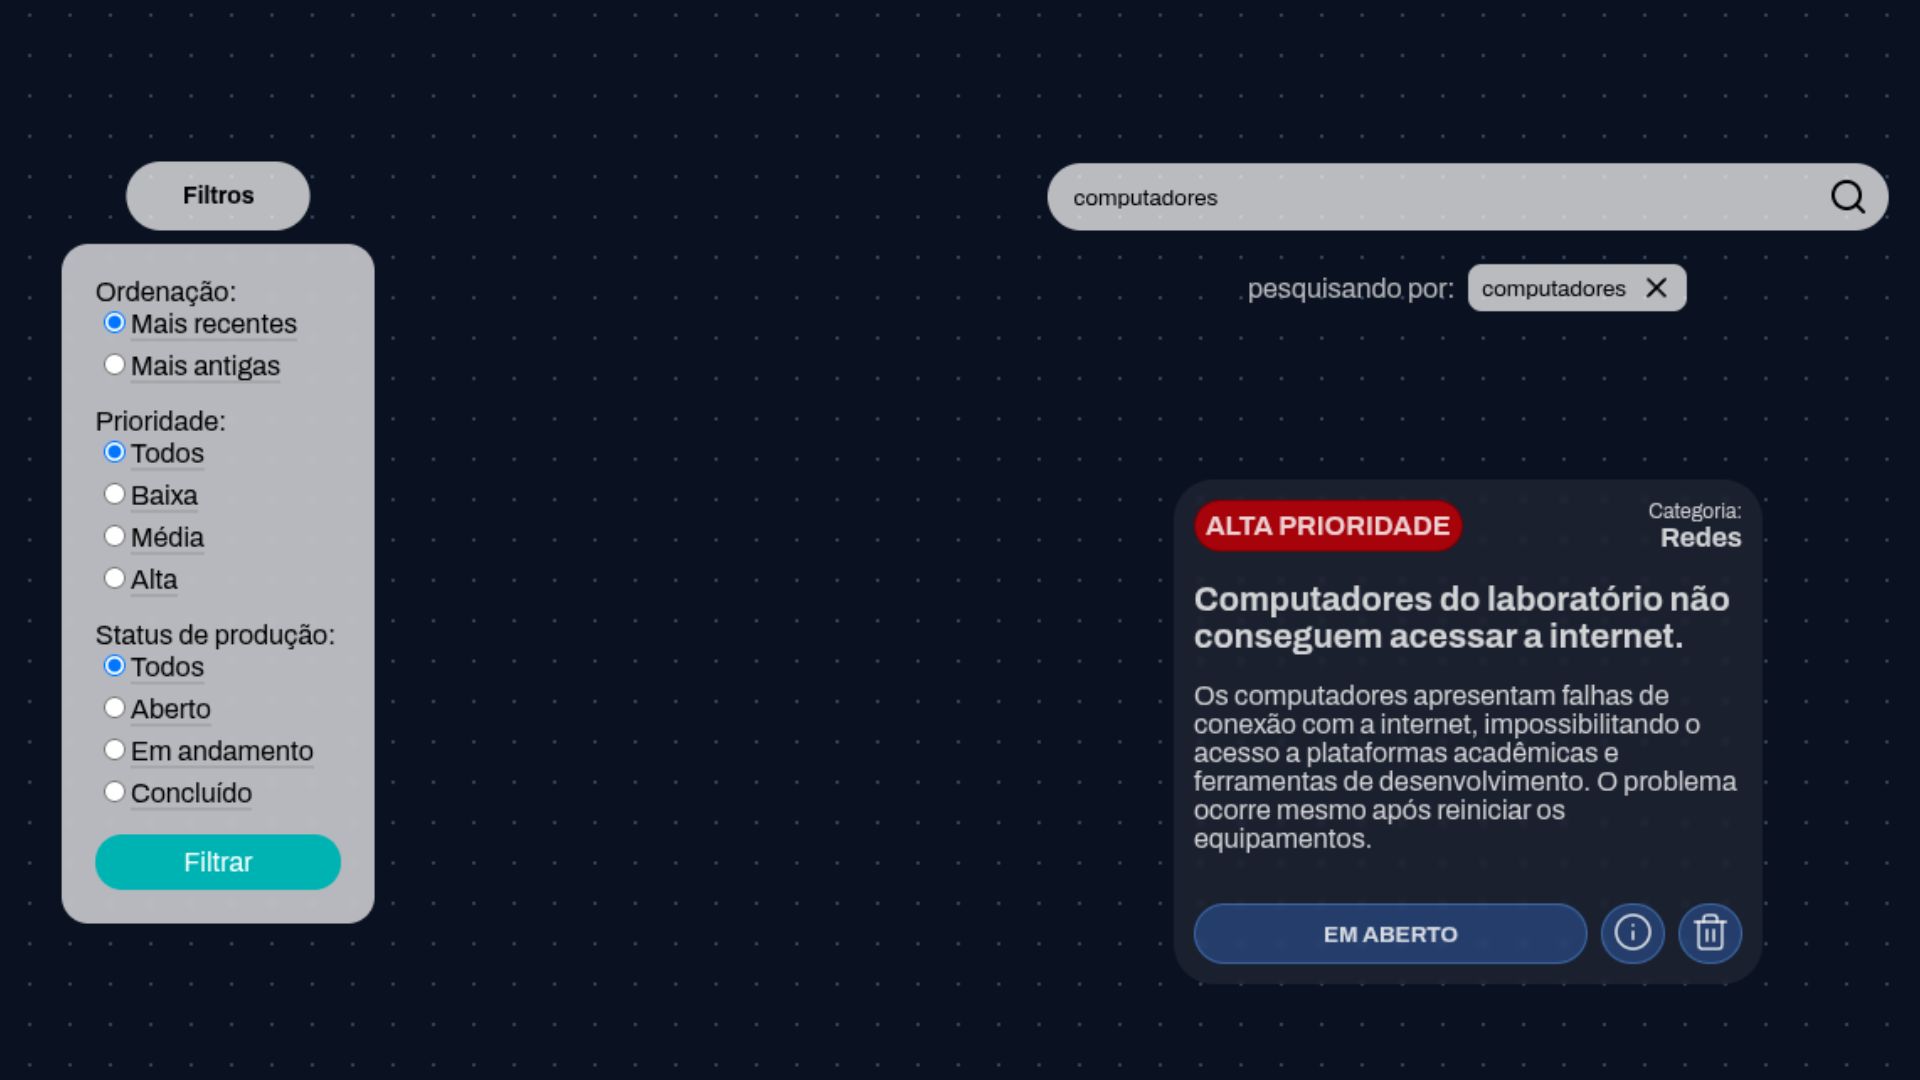 Filtros
Ordenação:
Mais recentes
Mais antigas
Prioridade:
Todos
Baixa
Média
Alta
Status de produção:
Todos
Aberto
Em andamento
Concluído
Filtrar
computadores
pesquisando por: computadores
ALTA PRIORIDADE
Categoria:
Redes
Computadores do laboratório não
conseguem acessar a internet.
Os computadores apresentam falhas de
conexão com a internet, impossibilitando o
acesso a plataformas acadêmicas e
ferramentas de desenvolvimento. O problema
ocorre mesmo após reiniciar os
equipamentos.
EM ABERTO